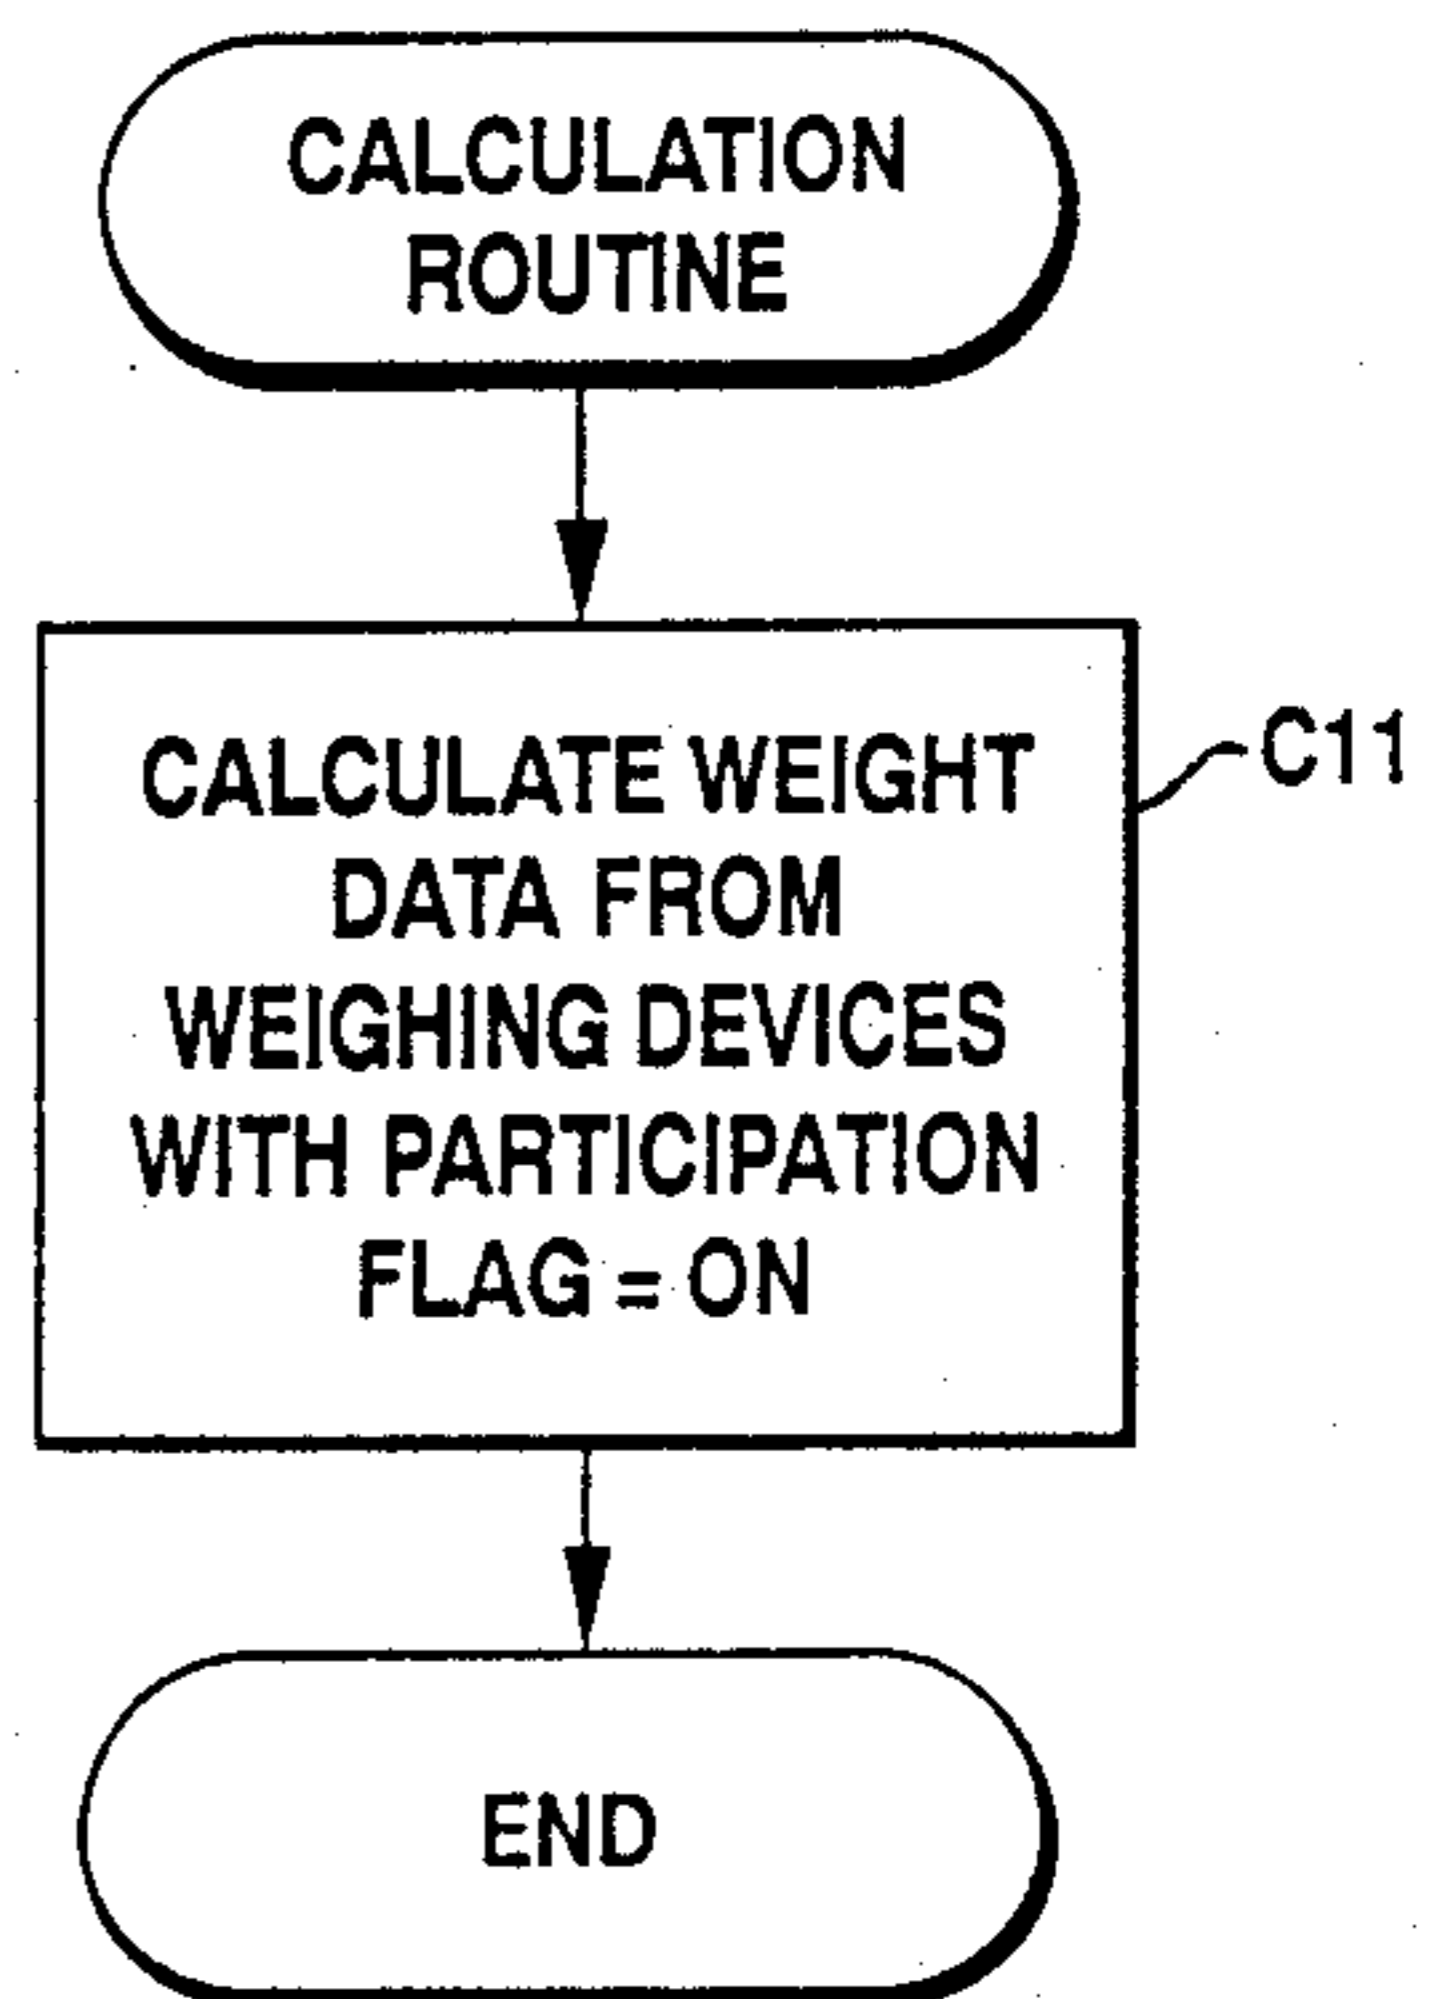 CALCULATION
ROUTINE
CALCULATE WEIGHT
DATA FROM
WEIGHING DEVICES
WITH PARTICIPATION
FLAG = ON
C11
END